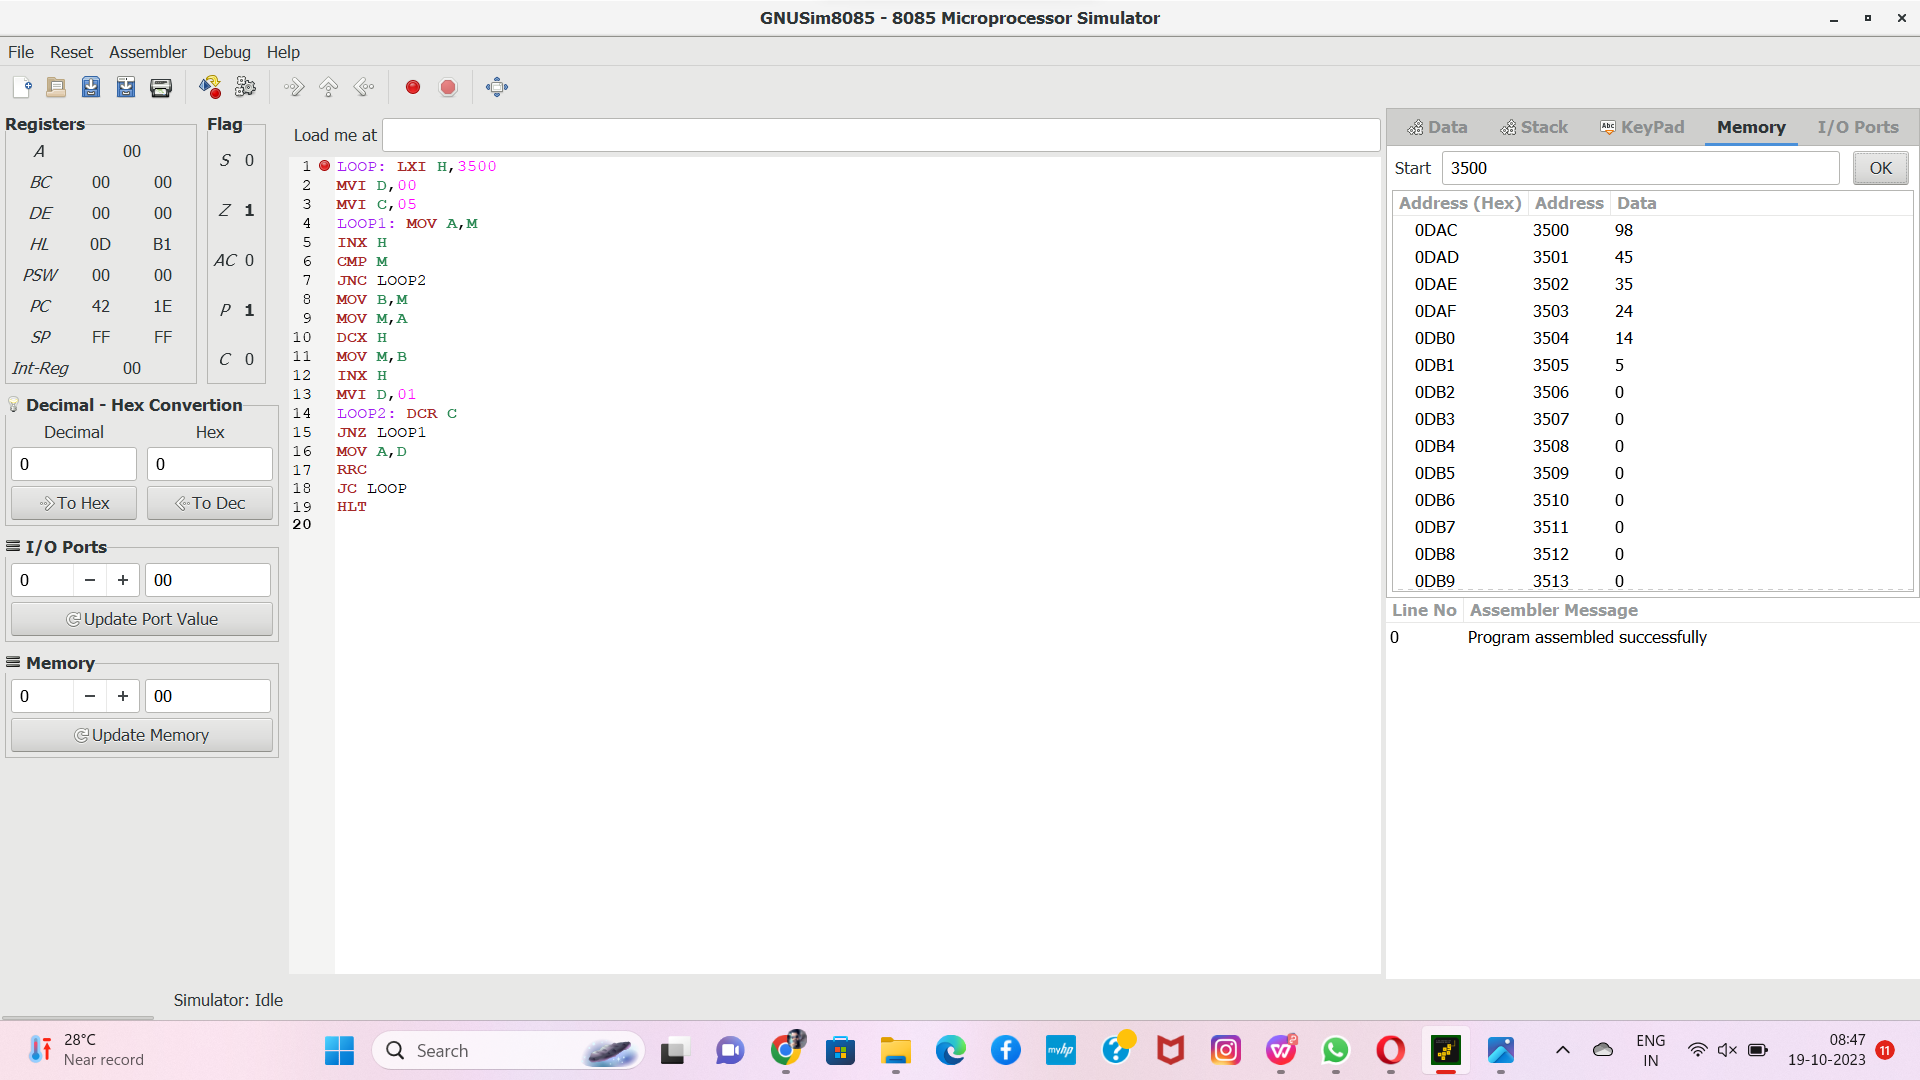 GNUSim8085 - 8085 Microprocessor Simulator
File Reset Assembler Debug Help
Registers
A 00
BC 00 00
DE 00 00
HL 0D B1
PSW 00 00
PC 42 1E
SP FF FF
Int-Reg 00
Flag
S 0
Z 1
AC 0
P 1
C 0
Decimal - Hex Convertion
Decimal Hex
0 0
To Hex To Dec
I/O Ports
0 − + 00
Update Port Value
Memory
0 − + 00
Update Memory
Load me at
1 LOOP: LXI H,3500
2 MVI D,00
3 MVI C,05
4 LOOP1: MOV A,M
5 INX H
6 CMP M
7 JNC LOOP2
8 MOV B,M
9 MOV M,A
10 DCX H
11 MOV M,B
12 INX H
13 MVI D,01
14 LOOP2: DCR C
15 JNZ LOOP1
16 MOV A,D
17 RRC
18 JC LOOP
19 HLT
20
Data Stack Abc KeyPad Memory I/O Ports
Start 3500 OK
Address (Hex) Address Data
0DAC 3500 98
0DAD 3501 45
0DAE 3502 35
0DAF 3503 24
0DB0 3504 14
0DB1 3505 5
0DB2 3506 0
0DB3 3507 0
0DB4 3508 0
0DB5 3509 0
0DB6 3510 0
0DB7 3511 0
0DB8 3512 0
0DB9 3513 0
Line No Assembler Message
0 Program assembled successfully
Simulator: Idle
28°C
Near record
Search
myhp
ENG
IN
08:47
19-10-2023
11